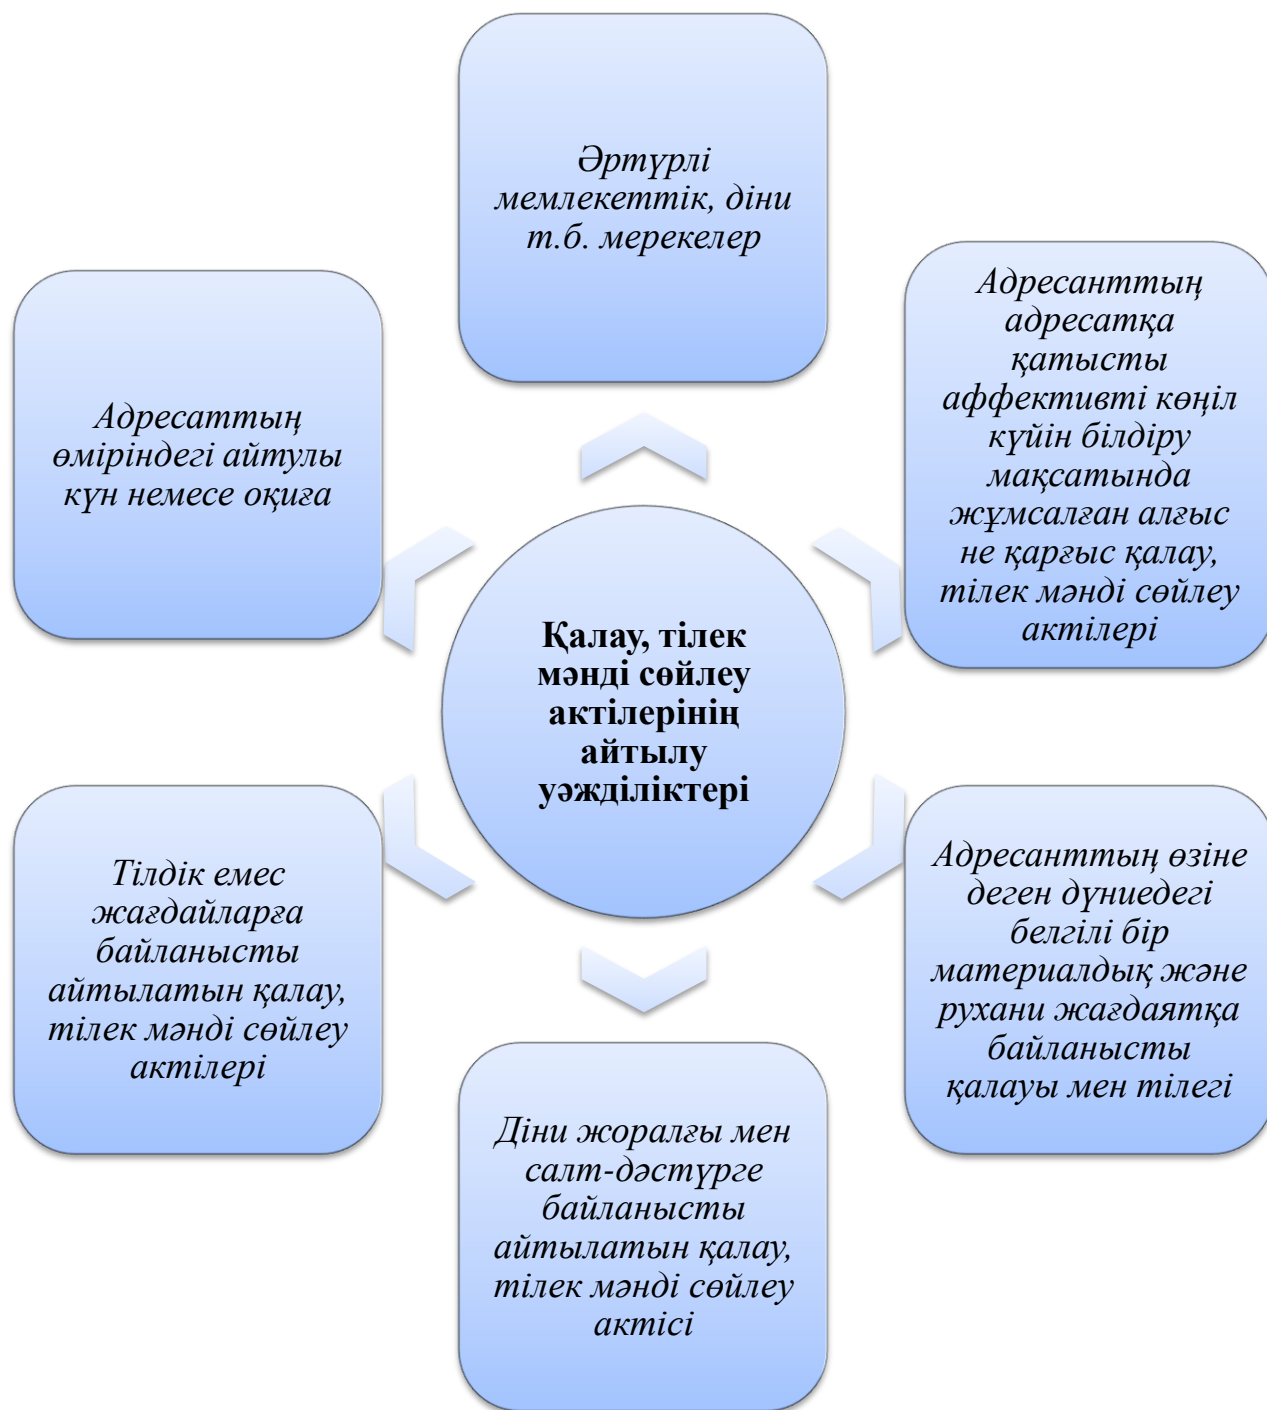 Әртүрлі
мемлекеттік, діни
т.б. мерекелер
Адресанттың
адресатқа
қатысты
аффективті көңіл
күйін білдіру
мақсатында
жұмсалған алғыс
не қарғыс қалау,
тілек мәнді сөйлеу
актілері
Адресаттың
өміріндегі айтулы
күн немесе оқиға
Қалау, тілек
мәнді сөйлеу
актілерінің
айтылу
уәжділіктері
Тілдік емес
жағдайларға
байланысты
айтылатын қалау,
тілек мәнді сөйлеу
актілері
Адресанттың өзіне
деген дүниедегі
белгілі бір
материалдық және
рухани жағдаятқа
байланысты
қалауы мен тілегі
Діни жоралғы мен
салт-дәстүрге
байланысты
айтылатын қалау,
тілек мәнді сөйлеу
актісі